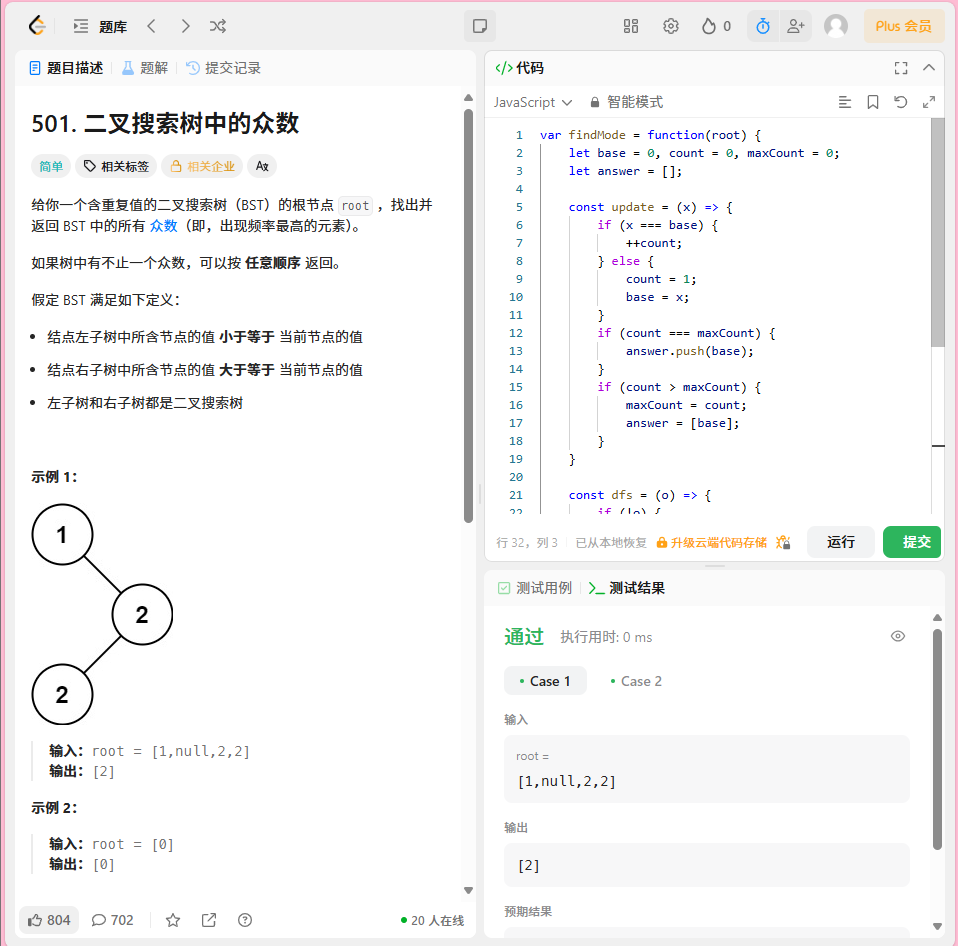 题库
0
Plus 会员
题目描述
题解
提交记录
501. 二叉搜索树中的众数
简单
相关标签
相关企业
给你一个含重复值的二叉搜索树（BST）的根节点 root ，找出并
返回 BST 中的所有 众数（即，出现频率最高的元素）。
如果树中有不止一个众数，可以按 任意顺序 返回。
假定 BST 满足如下定义：
• 结点左子树中所含节点的值 小于等于 当前节点的值
• 结点右子树中所含节点的值 大于等于 当前节点的值
• 左子树和右子树都是二叉搜索树
示例 1：
1
2
2
输入：root = [1,null,2,2]
输出：[2]
示例 2：
输入：root = [0]
输出：[0]
804
702
20 人在线
</> 代码
JavaScript
智能模式
1 var findMode = function(root) {
2     let base = 0, count = 0, maxCount = 0;
3     let answer = [];
4
5     const update = (x) => {
6         if (x === base) {
7             ++count;
8         } else {
9             count = 1;
10             base = x;
11         }
12         if (count === maxCount) {
13             answer.push(base);
14         }
15         if (count > maxCount) {
16             maxCount = count;
17             answer = [base];
18         }
19     }
20
21     const dfs = (o) => {
22         if (!o) {
行 32，列 3
已从本地恢复
升级云端代码存储
运行
提交
测试用例
测试结果
通过
执行用时: 0 ms
• Case 1
• Case 2
输入
root =
[1,null,2,2]
输出
[2]
预期结果